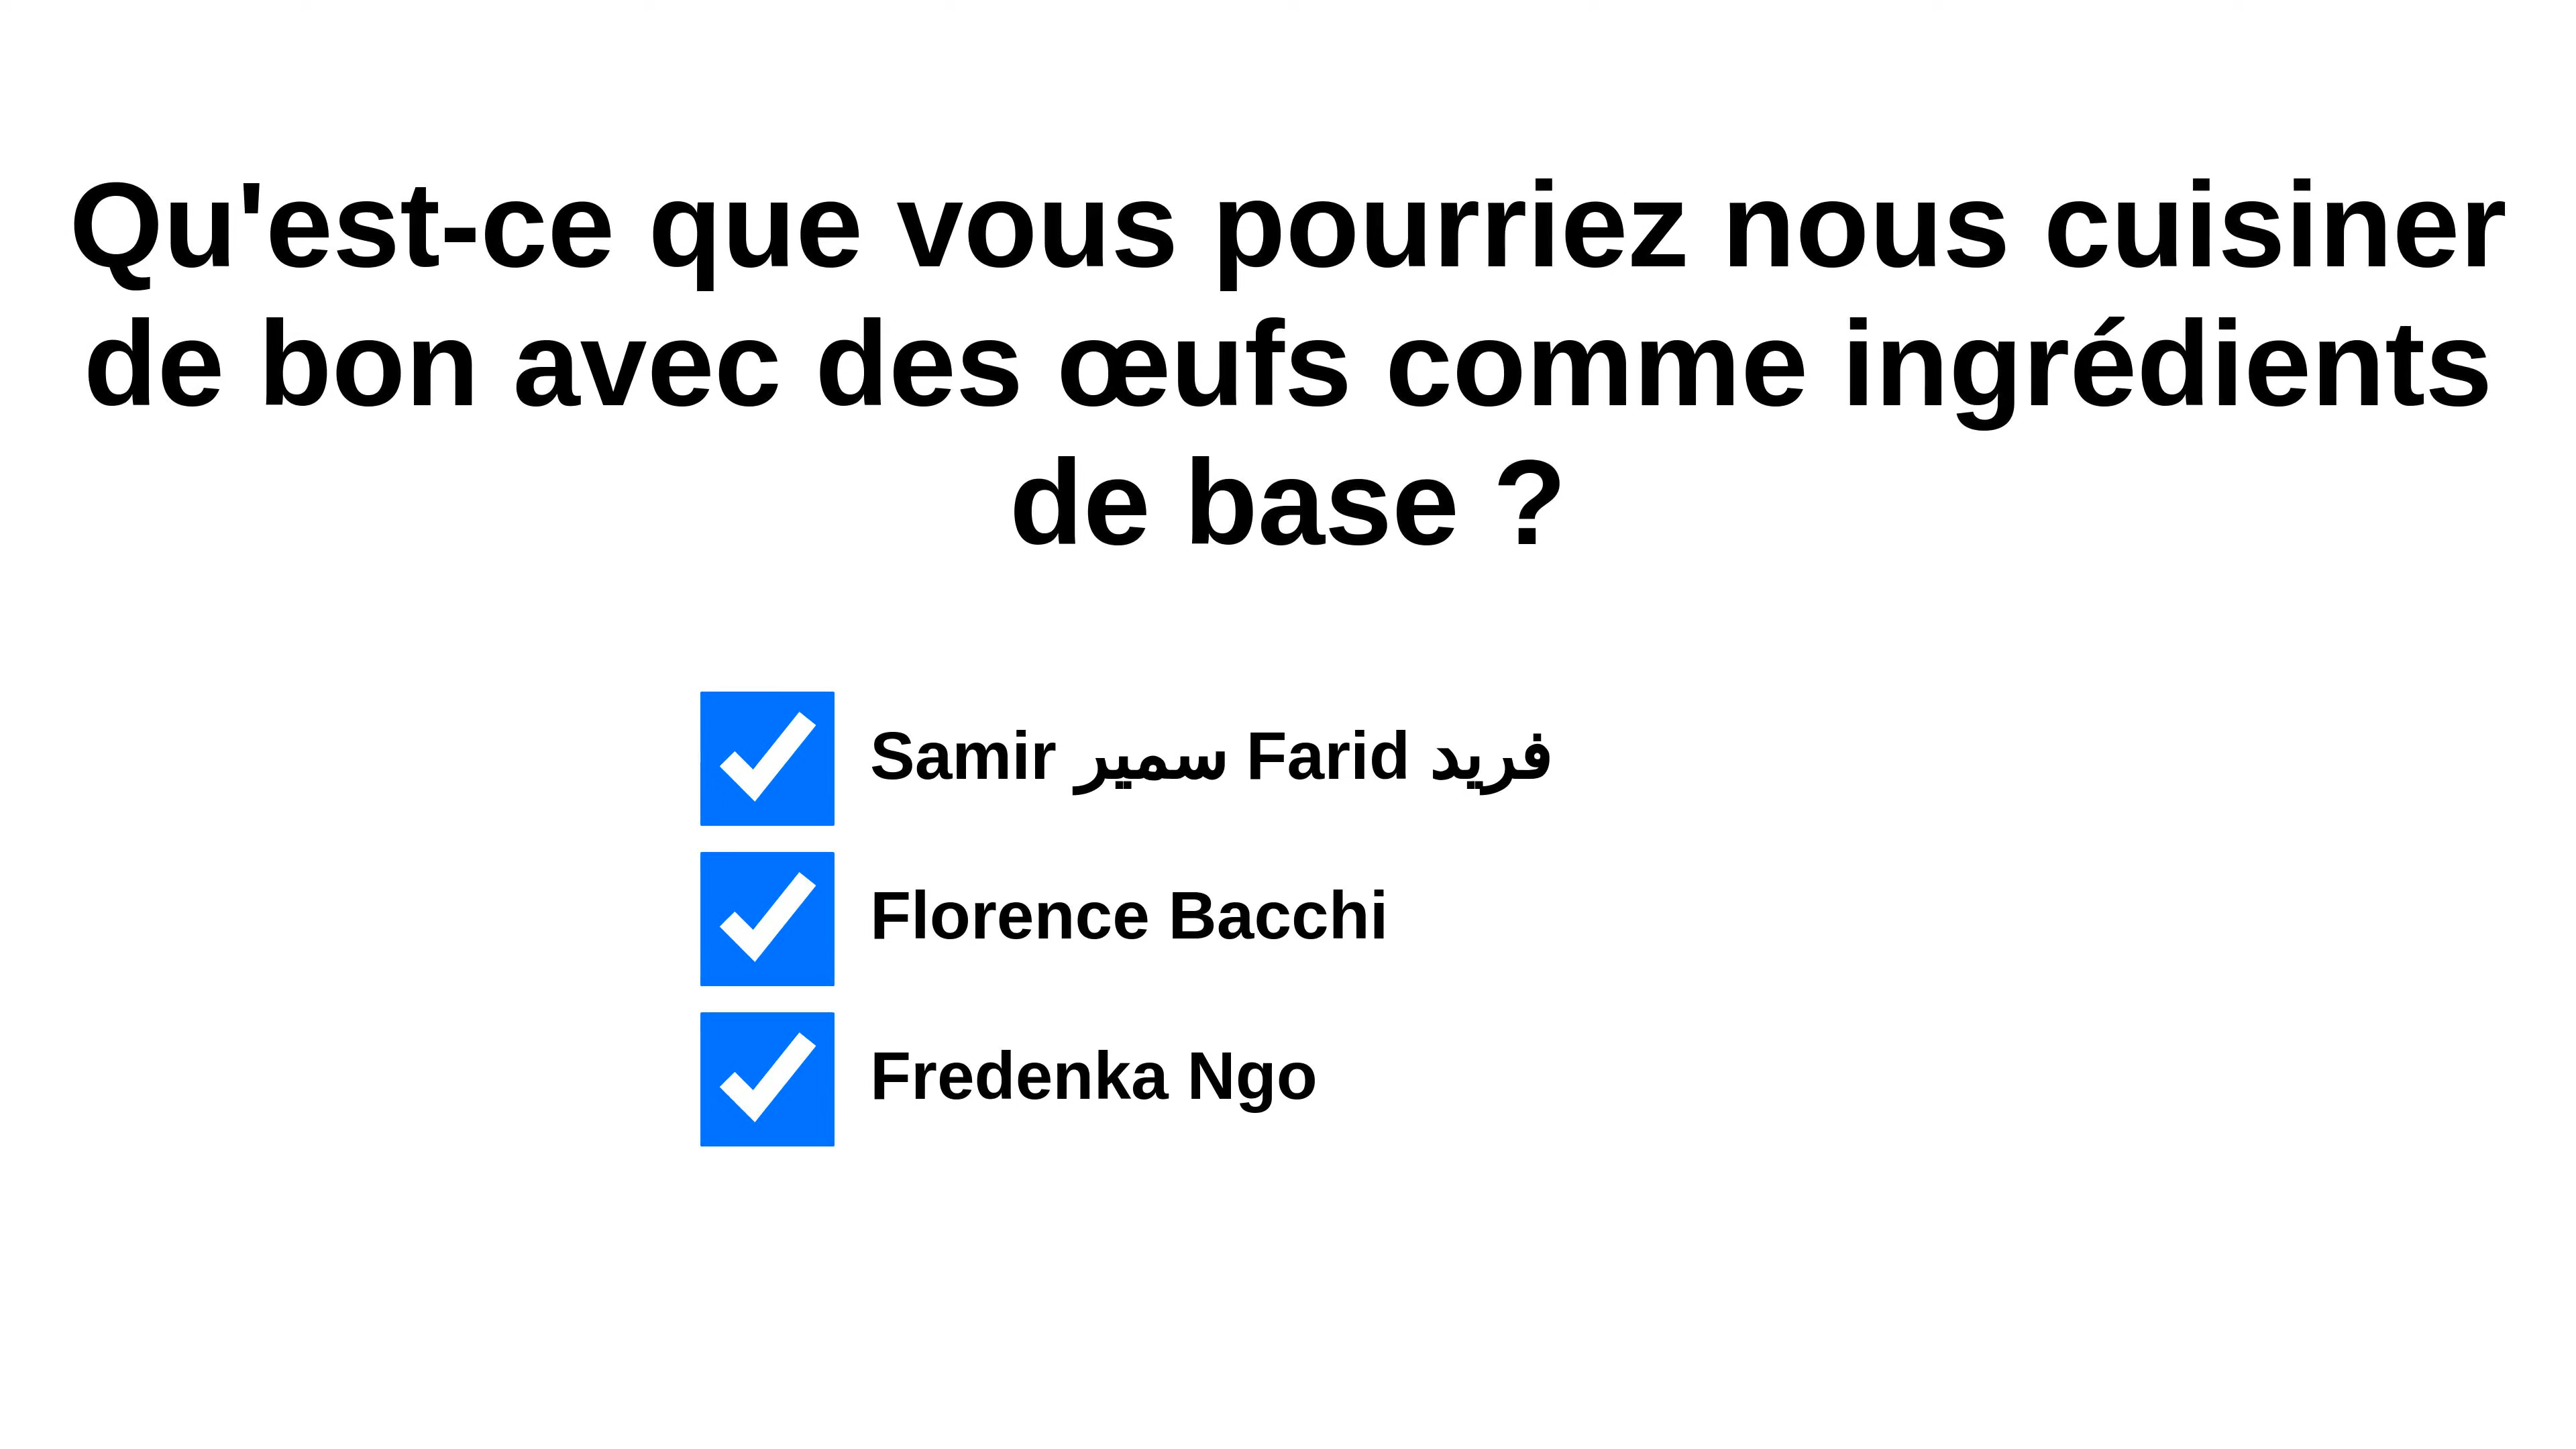 Qu'est-ce que vous pourriez nous cuisiner
de bon avec des œufs comme ingrédients
de base ?
Samir سمير Farid فريد
Florence Bacchi
Fredenka Ngo